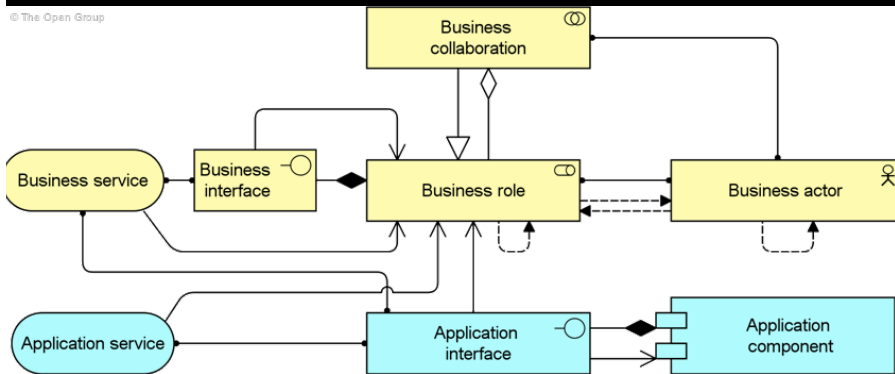 © The Open Group
Business
collaboration
Business service
Business
interface
Business role
Business actor
Application service
Application
interface
Application
component